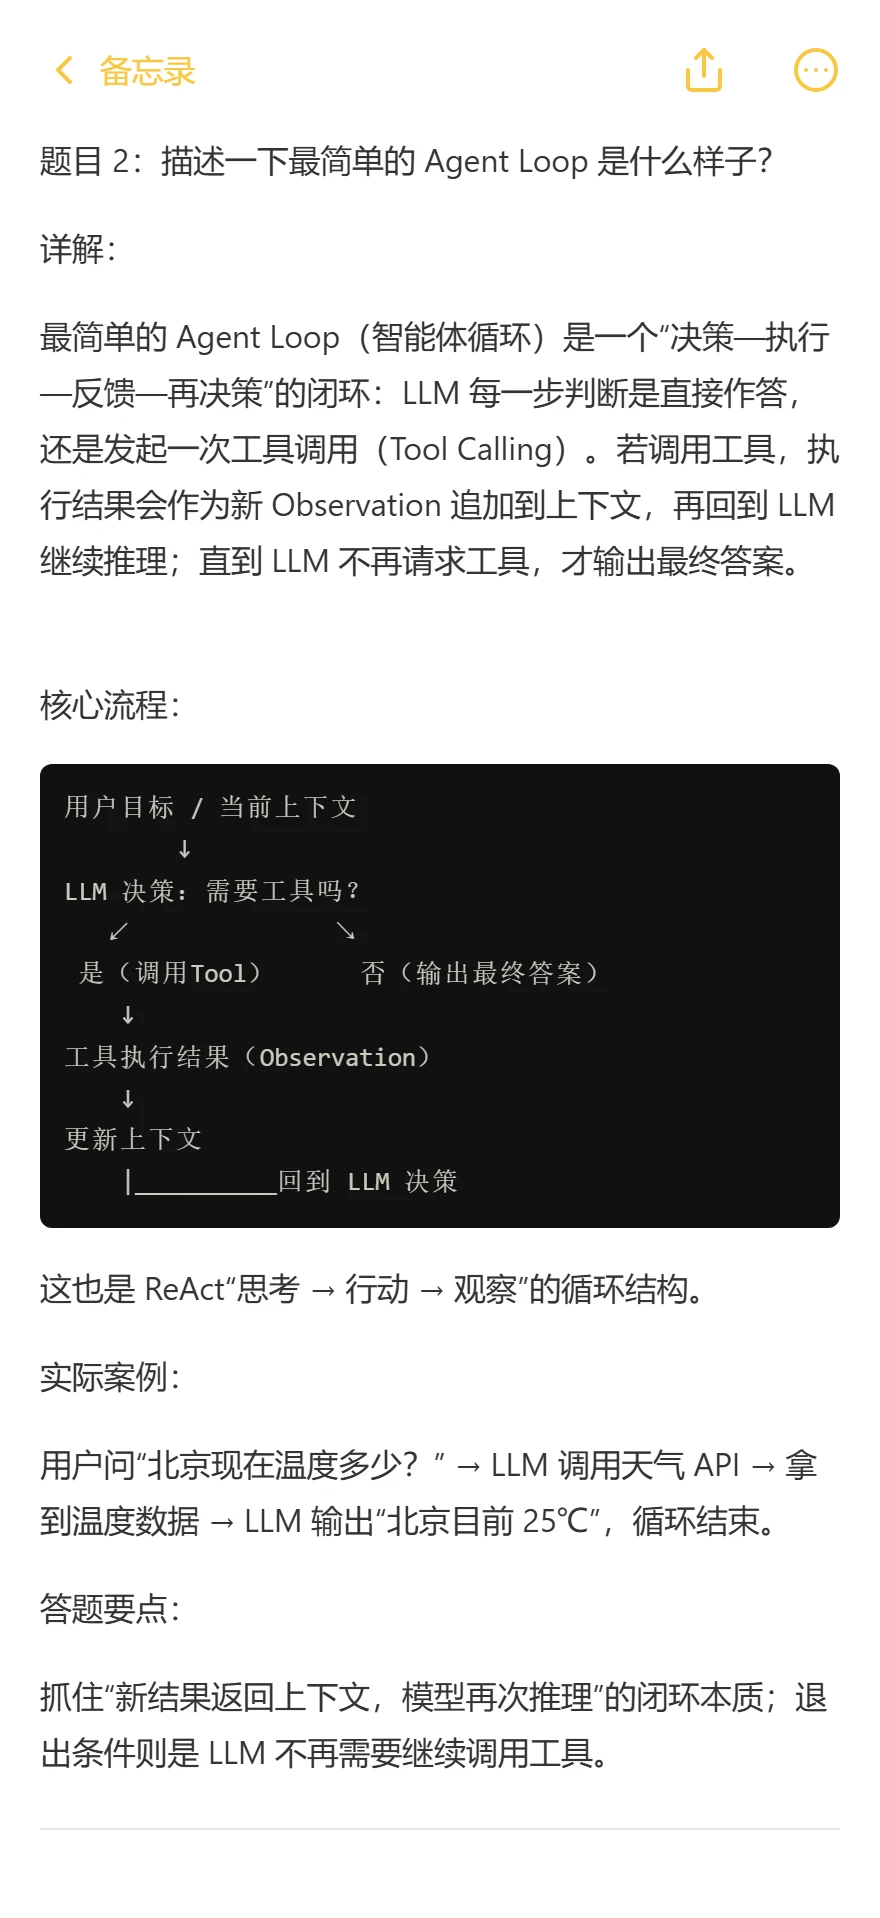 备忘录
题目 2：描述一下最简单的 Agent Loop 是什么样子？
详解：
最简单的 Agent Loop（智能体循环）是一个“决策—执行
—反馈—再决策”的闭环：LLM 每一步判断是直接作答，
还是发起一次工具调用（Tool Calling）。若调用工具，执
行结果会作为新 Observation 追加到上下文，再回到 LLM
继续推理；直到 LLM 不再请求工具，才输出最终答案。
核心流程：
用户目标 / 当前上下文
↓
LLM 决策：需要工具吗？
↙ ↘
是（调用Tool） 否（输出最终答案）
↓
工具执行结果（Observation）
↓
更新上下文
|__________回到 LLM 决策
这也是 ReAct“思考 → 行动 → 观察”的循环结构。
实际案例：
用户问“北京现在温度多少？” → LLM 调用天气 API → 拿
到温度数据 → LLM 输出“北京目前 25℃”，循环结束。
答题要点：
抓住“新结果返回上下文，模型再次推理”的闭环本质；退
出条件则是 LLM 不再需要继续调用工具。